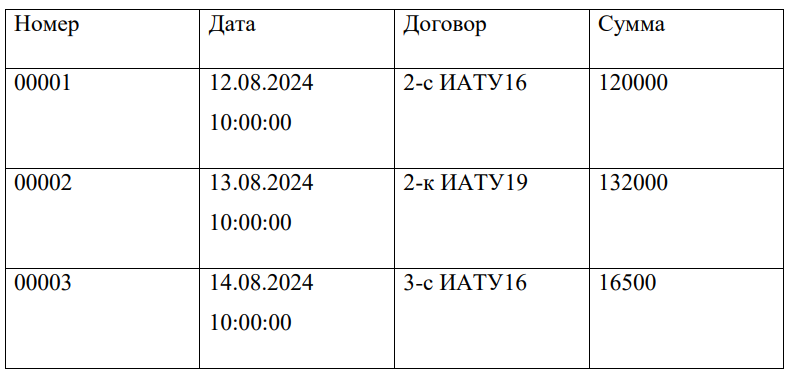 Номер Дата Договор Сумма
00001 12.08.2024 2-с ИАТУ16 120000
10:00:00
00002 13.08.2024 2-к ИАТУ19 132000
10:00:00
00003 14.08.2024 3-с ИАТУ16 16500
10:00:00